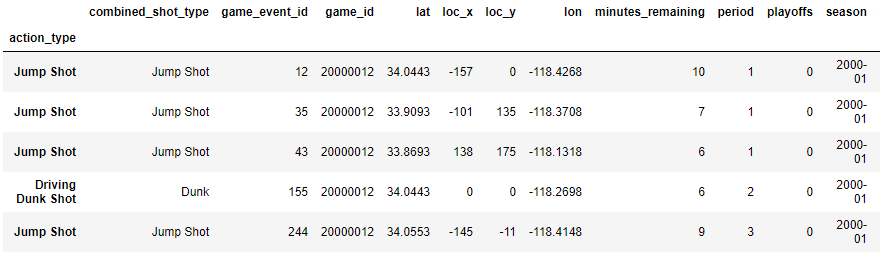 combined_shot_type game_event_id game_id lat loc_x loc_y lon minutes_remaining period playoffs season
action_type
Jump Shot Jump Shot 12 20000012 34.0443 -157 0 -118.4268 10 1 0 2000-
01
Jump Shot Jump Shot 35 20000012 33.9093 -101 135 -118.3708 7 1 0 2000-
01
Jump Shot Jump Shot 43 20000012 33.8693 138 175 -118.1318 6 1 0 2000-
01
Driving
Dunk Shot Dunk 155 20000012 34.0443 0 0 -118.2698 6 2 0 2000-
01
Jump Shot Jump Shot 244 20000012 34.0553 -145 -11 -118.4148 9 3 0 2000-
01